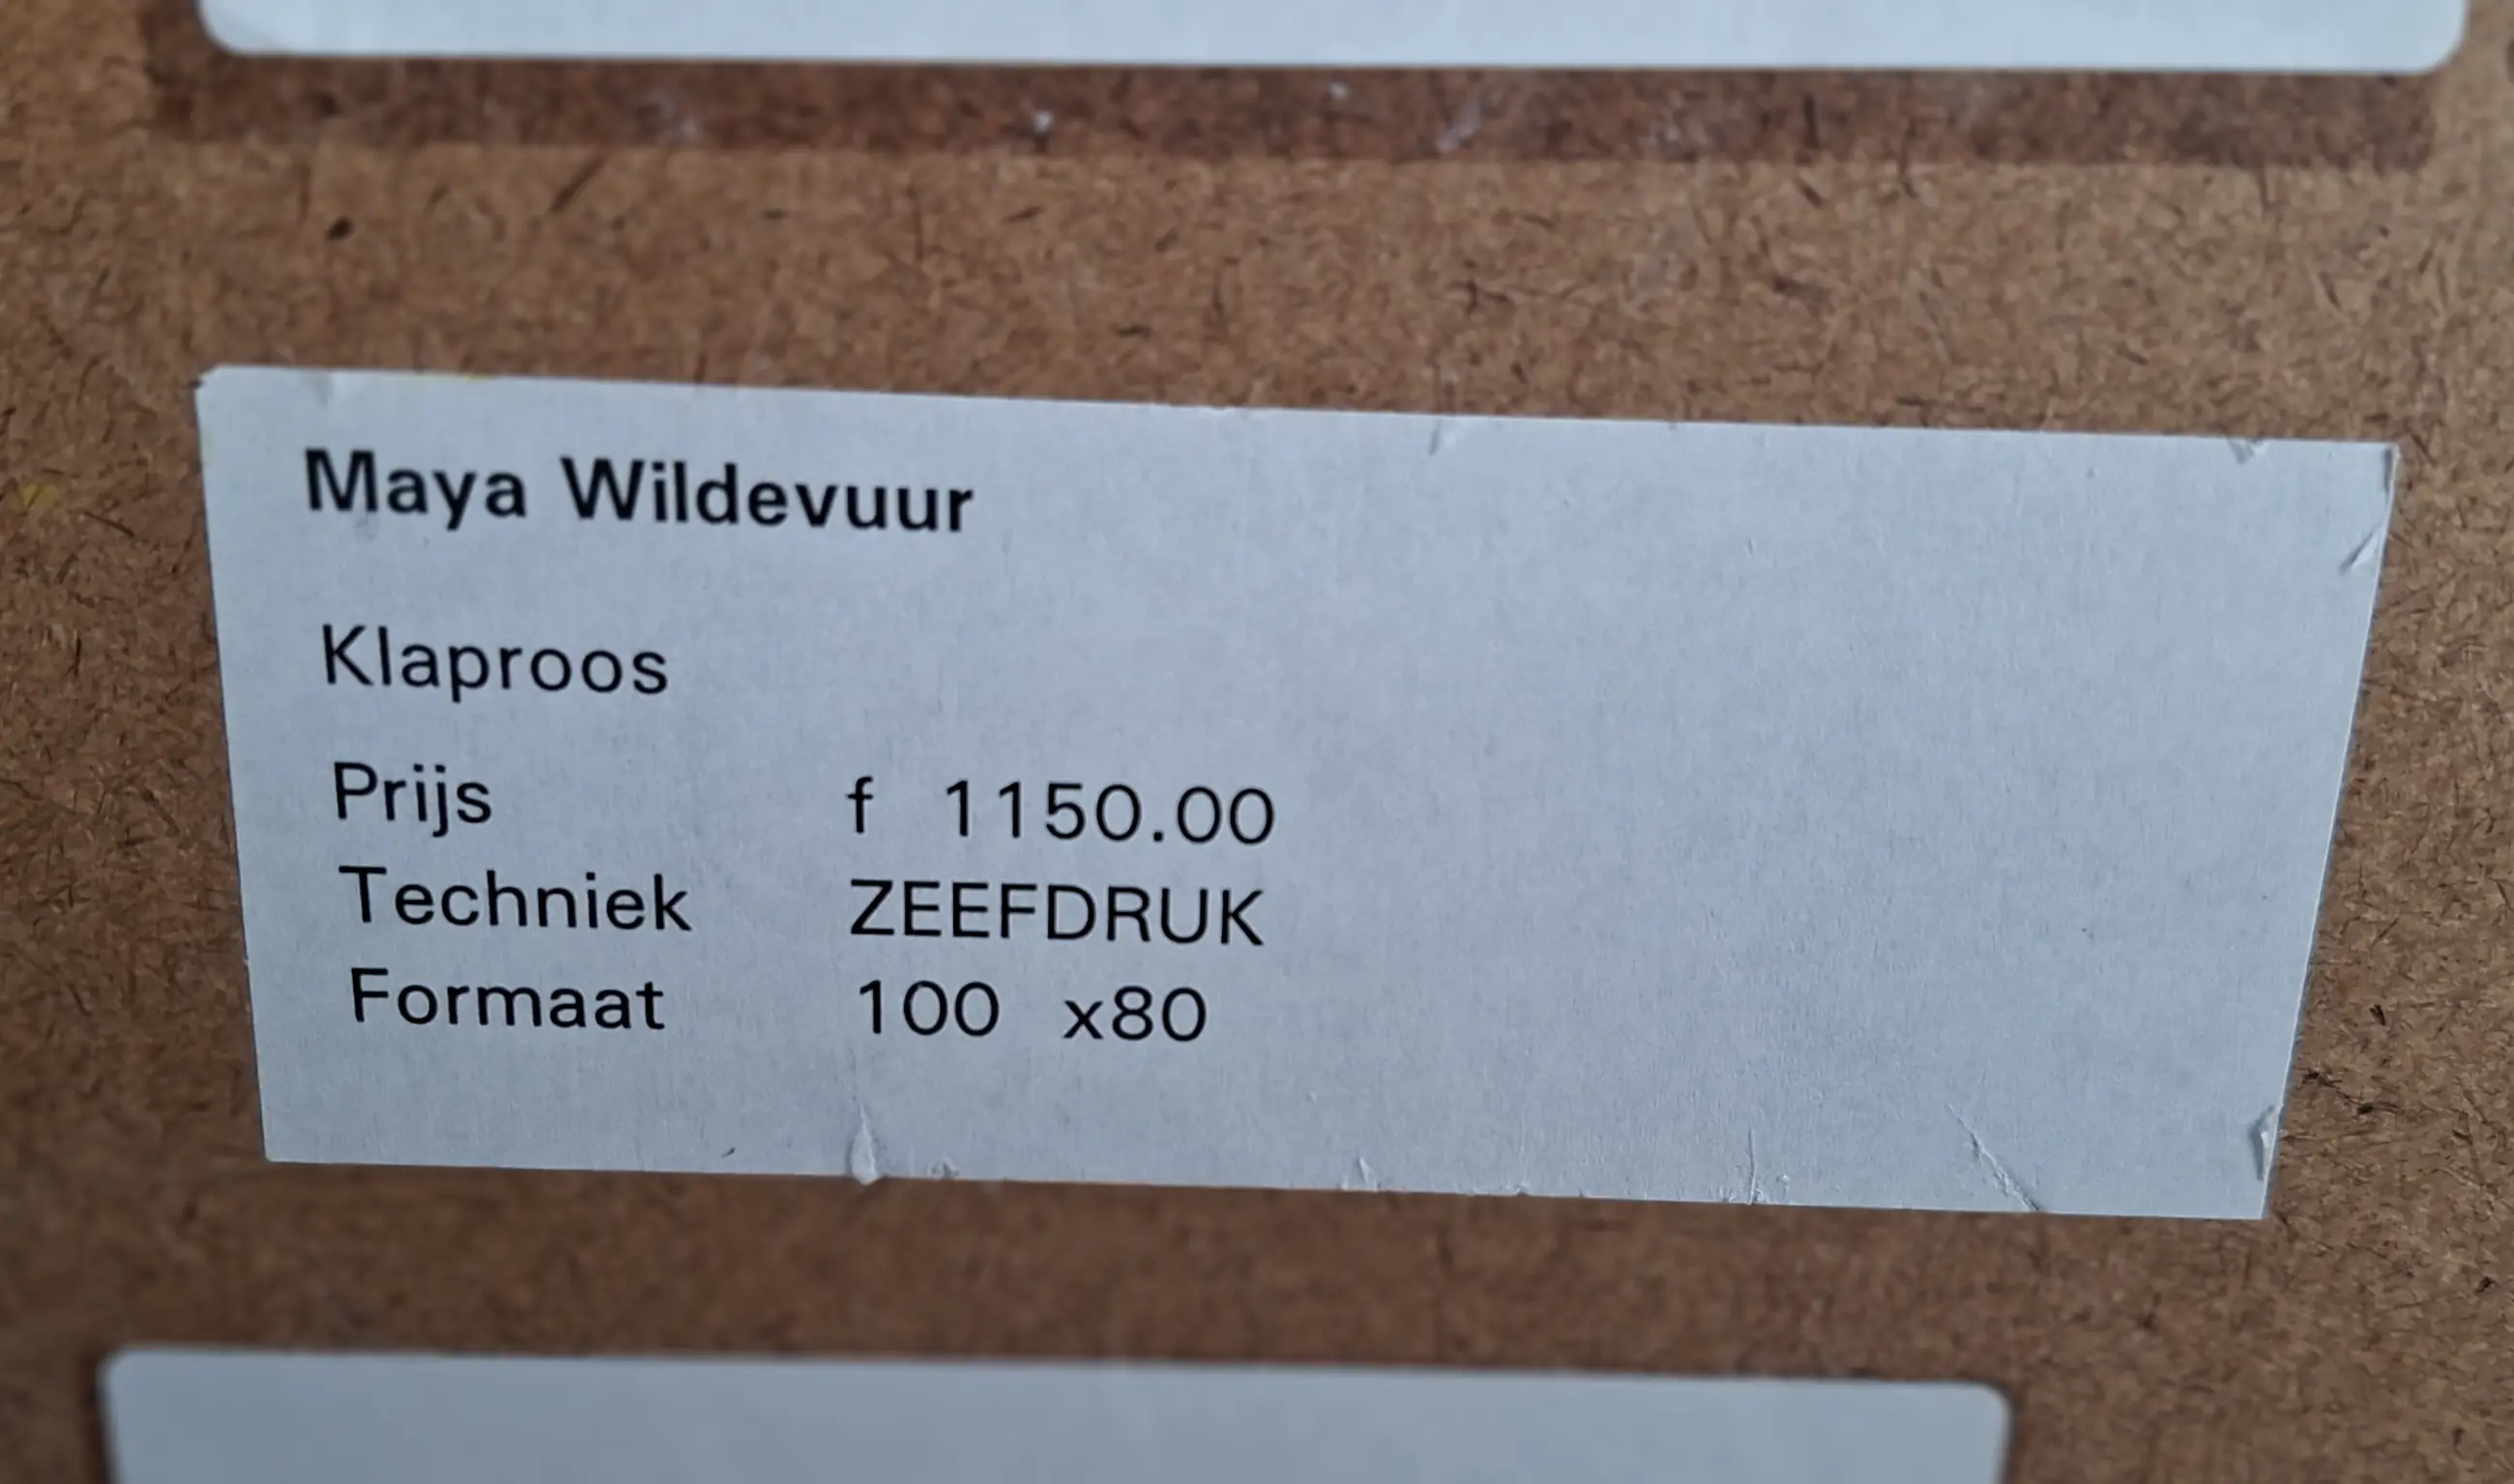 Maya Wildevuur
Klaproos
Prijs f 1150.00
Techniek ZEEFDRUK
Formaat 100 x80